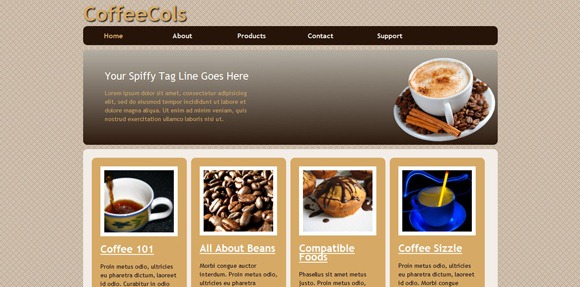 CoffeeCols
Home About Products Contact Support
Your Spiffy Tag Line Goes Here
Lorem ipsum dolor sit amet, consectetur adipisicing
elit, sed do eiusmod tempor incididunt ut labore et
dolore magna aliqua. Ut enim ad minim veniam, quis
nostrud exercitation ullamco laboris nisi ut.
Coffee 101
Proin metus odio, ultricies
eu pharetra dictum, laoreet
id odio. Curabitur in odio
All About Beans
Morbi congue auctor
interdum. Proin metus odio,
ultricies eu pharetra
Compatible
Foods
Phasellus sit amet metus
justo. Proin metus odio,
Coffee Sizzle
Proin metus odio, ultricies
eu pharetra dictum, laoreet
id odio. Morbi congue